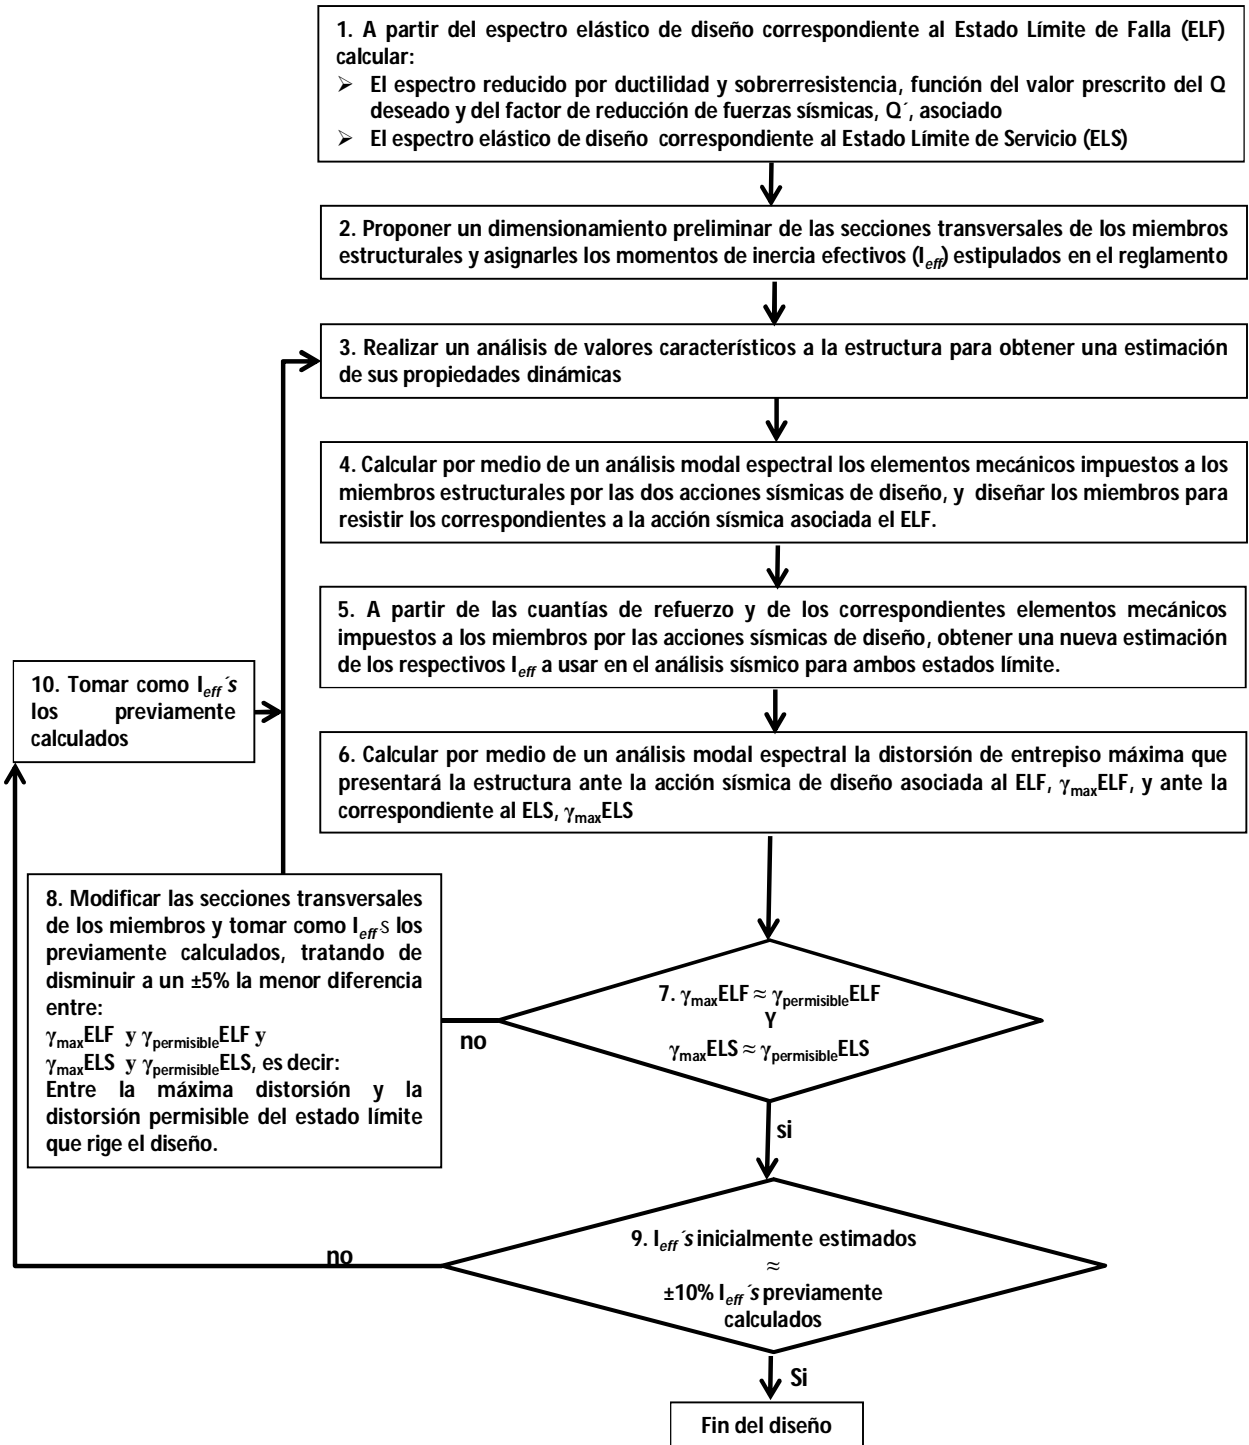 1. A partir del espectro elástico de diseño correspondiente al Estado Límite de Falla (ELF)
calcular:
➢ El espectro reducido por ductilidad y sobrerresistencia, función del valor prescrito del Q
deseado y del factor de reducción de fuerzas sísmicas, Q´, asociado
➢ El espectro elástico de diseño correspondiente al Estado Límite de Servicio (ELS)
2. Proponer un dimensionamiento preliminar de las secciones transversales de los miembros
estructurales y asignarles los momentos de inercia efectivos (Ieff) estipulados en el reglamento
3. Realizar un análisis de valores característicos a la estructura para obtener una estimación
de sus propiedades dinámicas
4. Calcular por medio de un análisis modal espectral los elementos mecánicos impuestos a los
miembros estructurales por las dos acciones sísmicas de diseño, y diseñar los miembros para
resistir los correspondientes a la acción sísmica asociada el ELF.
5. A partir de las cuantías de refuerzo y de los correspondientes elementos mecánicos
impuestos a los miembros por las acciones sísmicas de diseño, obtener una nueva estimación
de los respectivos Ieff a usar en el análisis sísmico para ambos estados límite.
10. Tomar como Ieff´s
los previamente
calculados
6. Calcular por medio de un análisis modal espectral la distorsión de entrepiso máxima que
presentará la estructura ante la acción sísmica de diseño asociada al ELF, γmaxELF, y ante la
correspondiente al ELS, γmaxELS
8. Modificar las secciones transversales
de los miembros y tomar como Ieff´s los
previamente calculados, tratando de
disminuir a un ±5% la menor diferencia
entre:
γmaxELF y γpermisibleELF y
γmaxELS y γpermisibleELS, es decir:
Entre la máxima distorsión y la
distorsión permisible del estado límite
que rige el diseño.
no
7. γmaxELF ≈ γpermisibleELF
Y
γmaxELS ≈ γpermisibleELS
si
no
9. Ieff´s inicialmente estimados
≈
±10% Ieff´s previamente
calculados
Si
Fin del diseño